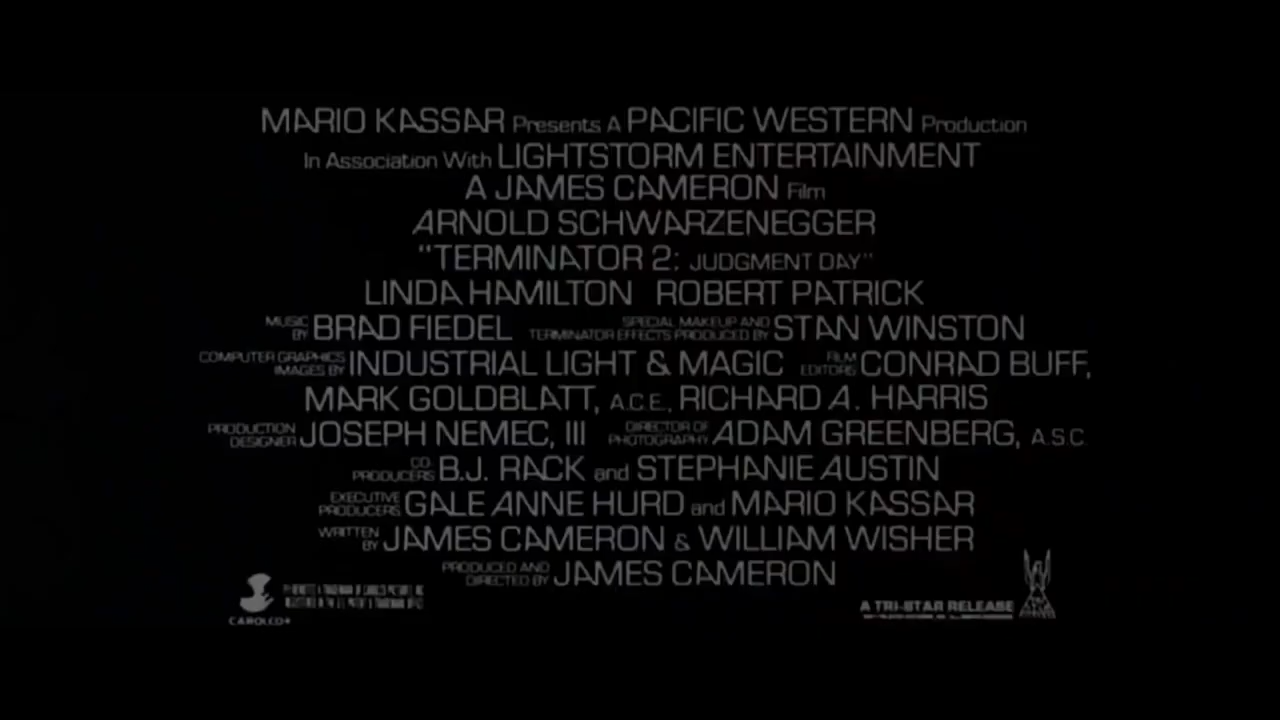 MARIO KASSAR Presents A PACIFIC WESTERN Production
In Association With LIGHTSTORM ENTERTAINMENT
A JAMES CAMERON Film
ARNOLD SCHWARZENEGGER
"TERMINATOR 2: JUDGMENT DAY"
LINDA HAMILTON ROBERT PATRICK
MUSIC BY BRAD FIEDEL SPECIAL MAKEUP AND TERMINATOR EFFECTS PRODUCED BY STAN WINSTON
COMPUTER GRAPHICS IMAGES BY INDUSTRIAL LIGHT & MAGIC FILM EDITORS CONRAD BUFF,
MARK GOLDBLATT, A.C.E., RICHARD A. HARRIS
PRODUCTION DESIGNER JOSEPH NEMEC, III DIRECTOR OF PHOTOGRAPHY ADAM GREENBERG, A.S.C.
CO PRODUCERS B.J. RACK and STEPHANIE AUSTIN
EXECUTIVE PRODUCERS GALE ANNE HURD and MARIO KASSAR
WRITTEN BY JAMES CAMERON & WILLIAM WISHER
PRODUCED AND DIRECTED BY JAMES CAMERON
CAROLCO
A TRI-STAR RELEASE